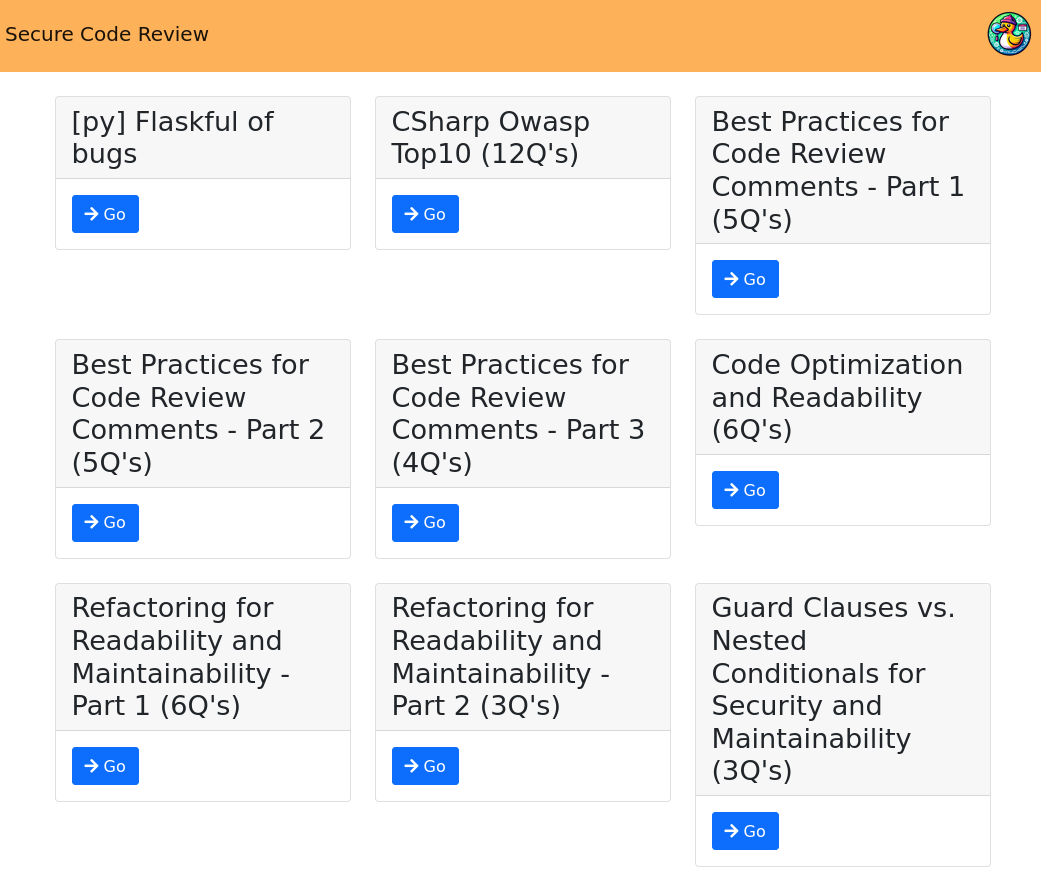 Secure Code Review
[py] Flaskful of
bugs
Go
CSharp Owasp
Top10 (12Q's)
Go
Best Practices for
Code Review
Comments - Part 1
(5Q's)
Go
Best Practices for
Code Review
Comments - Part 2
(5Q's)
Go
Best Practices for
Code Review
Comments - Part 3
(4Q's)
Go
Code Optimization
and Readability
(6Q's)
Go
Refactoring for
Readability and
Maintainability -
Part 1 (6Q's)
Go
Refactoring for
Readability and
Maintainability -
Part 2 (3Q's)
Go
Guard Clauses vs.
Nested
Conditionals for
Security and
Maintainability
(3Q's)
Go